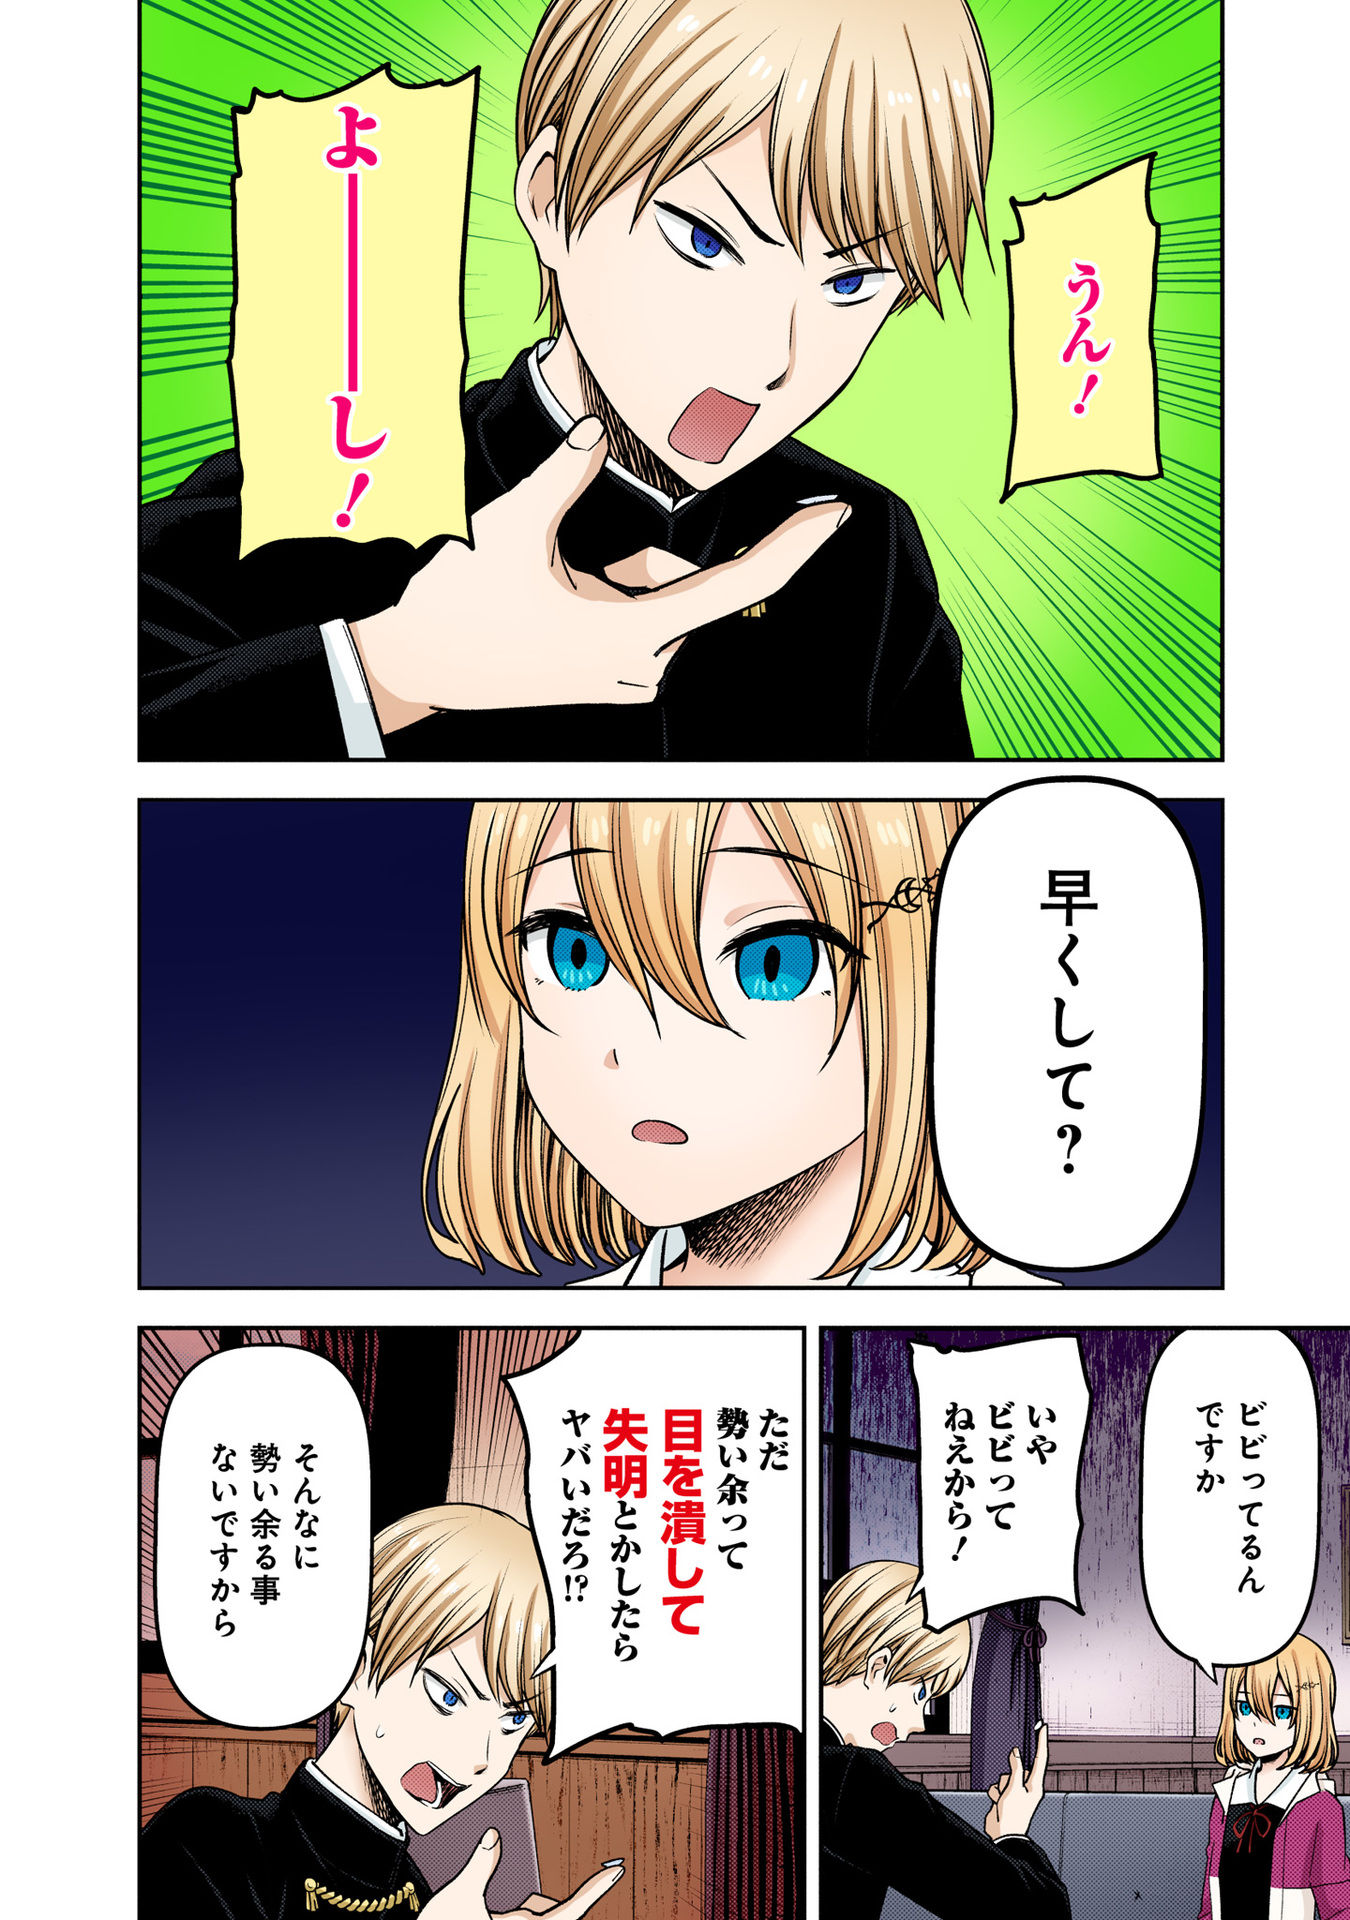 うん！
よーーし！
早くして？
ビビってるん
ですか
いや
ビビって
ねえから！
ただ
勢い余って
目を潰して
失明とかしたら
ヤバいだろ!?
そんなに
勢い余る事
ないですから